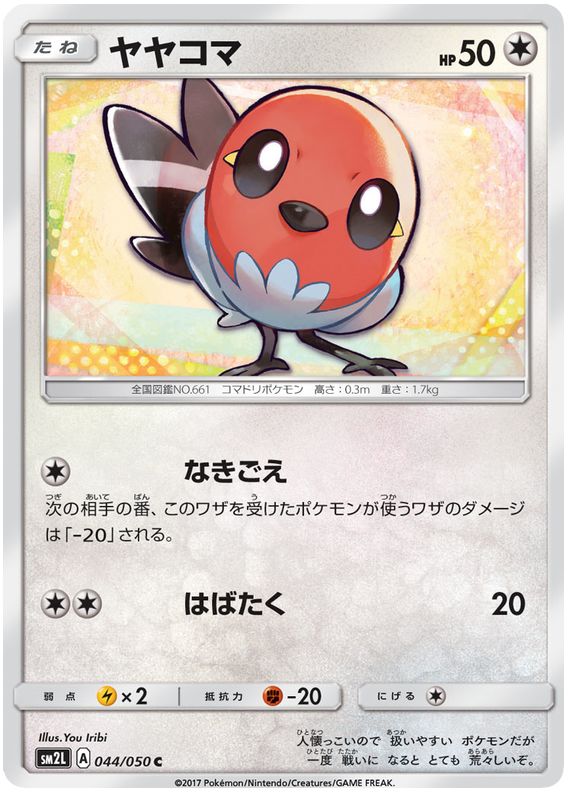 たね ヤヤコマ HP50
全国図鑑NO.661 コマドリポケモン 高さ:0.3m 重さ:1.7kg
なきごえ
次の相手の番、このワザを受けたポケモンが使うワザのダメージ
は「-20」される。
はばたく 20
弱点 ×2 抵抗力 -20 にげる
Illus.You Iribi
人懐っこいので 扱いやすい ポケモンだが
一度 戦いに なると とても 荒々しいぞ。
SM2L A 044/050 C
©2017 Pokémon/Nintendo/Creatures/GAME FREAK.